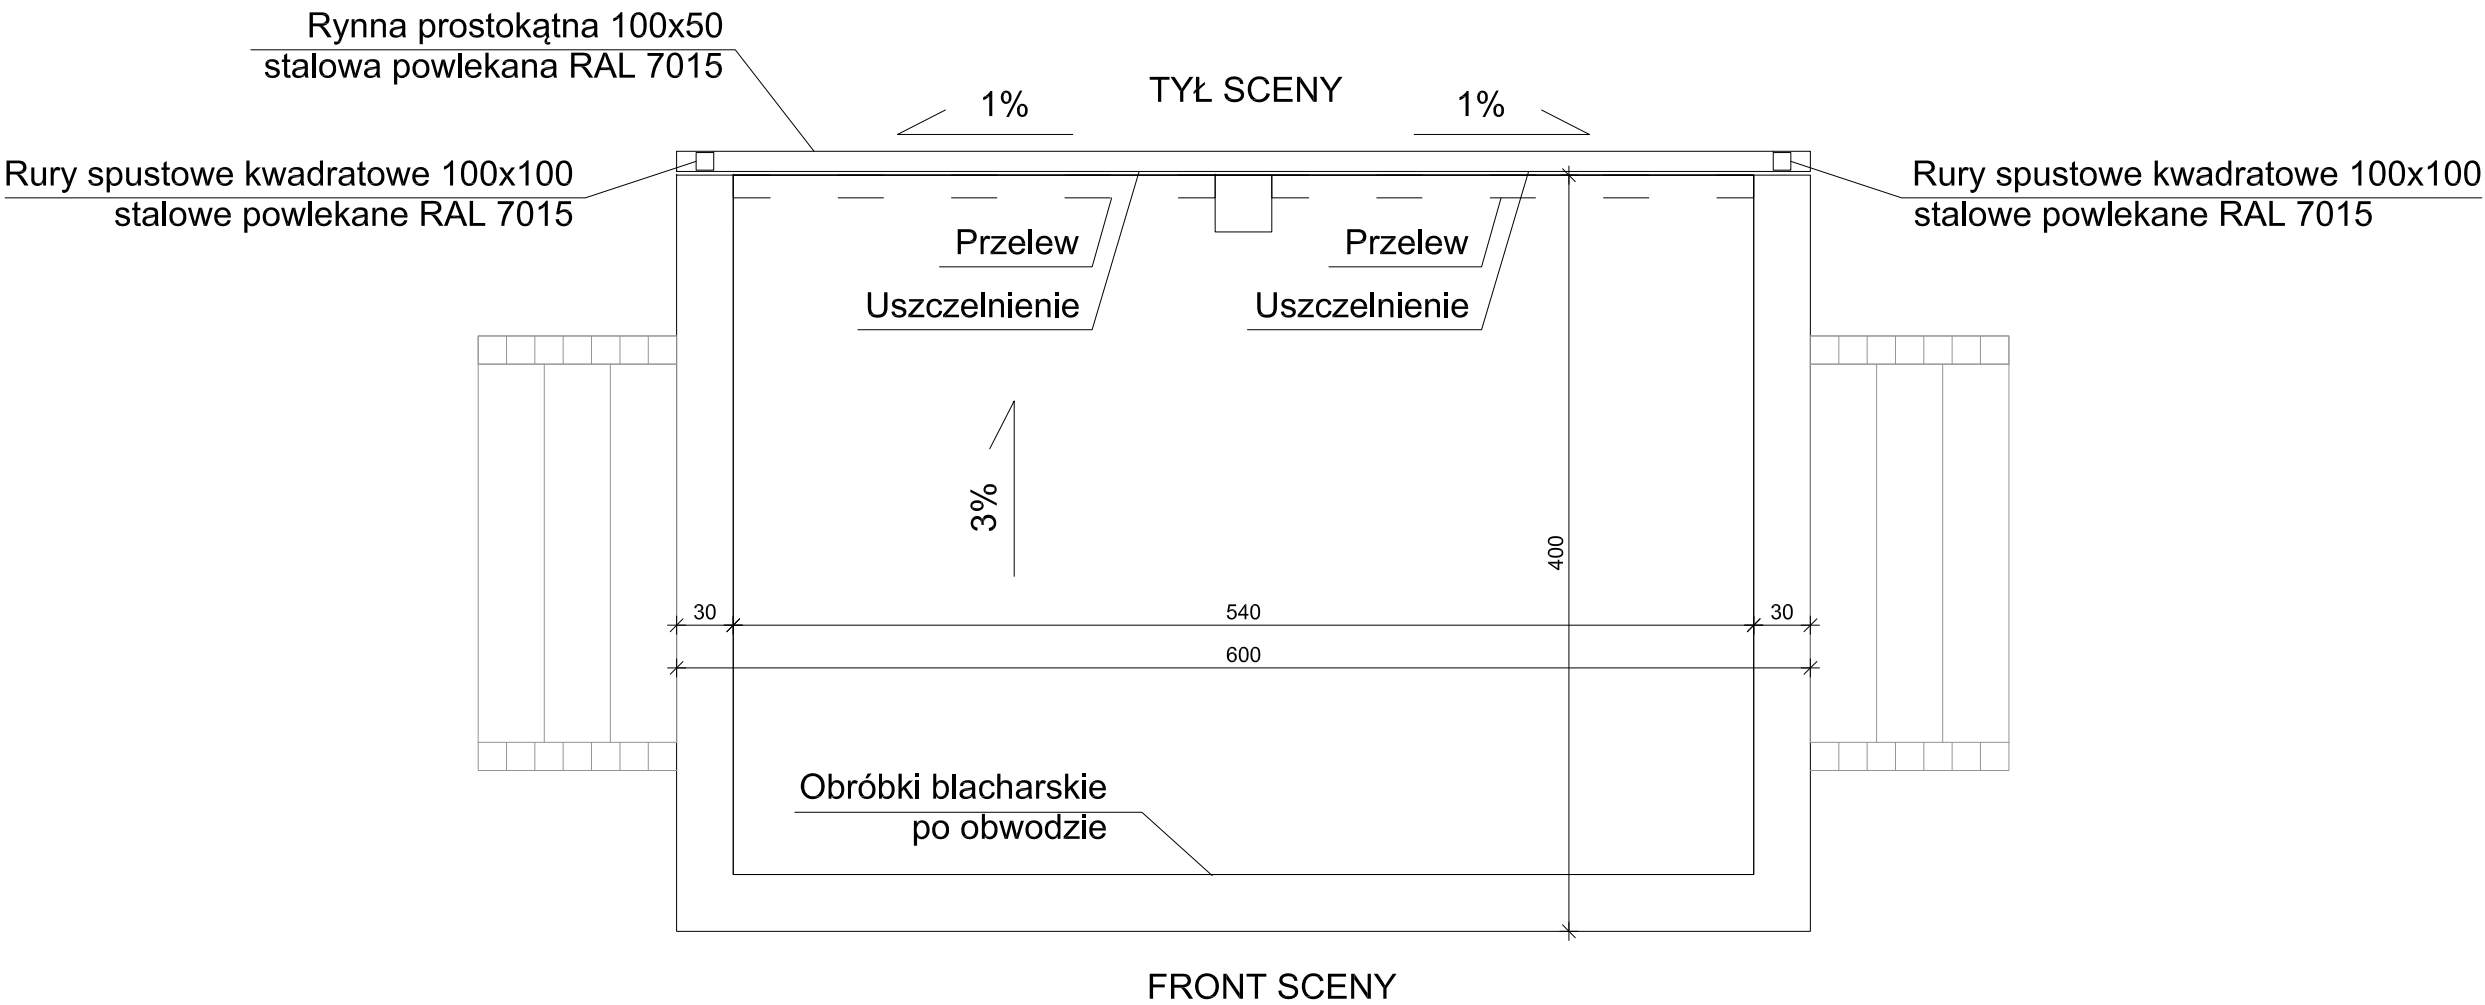 Rynna prostokątna 100x50
stalowa powlekana RAL 7015
TYŁ SCENY
1%
1%
Rury spustowe kwadratowe 100x100
stalowe powlekane RAL 7015
Rury spustowe kwadratowe 100x100
stalowe powlekane RAL 7015
Przelew
Przelew
Uszczelnienie
Uszczelnienie
3%
400
30
540
30
600
Obróbki blacharskie
po obwodzie
FRONT SCENY